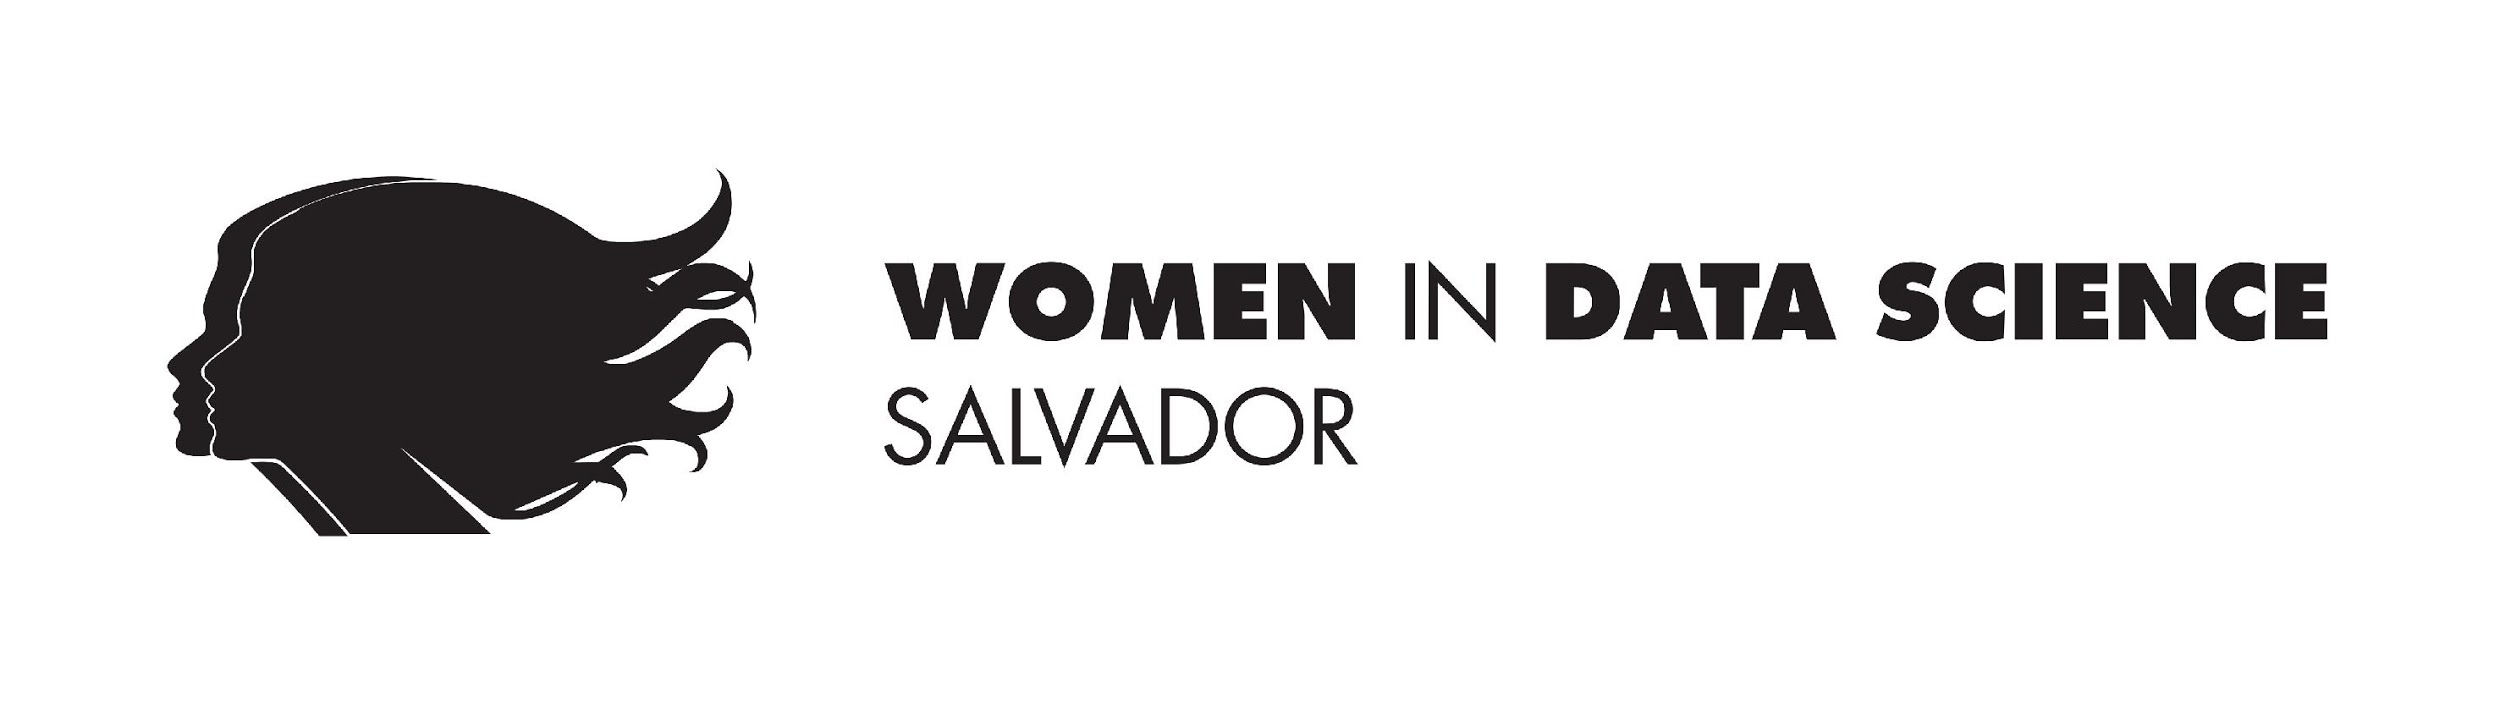 WOMEN IN DATA SCIENCE
SALVADOR